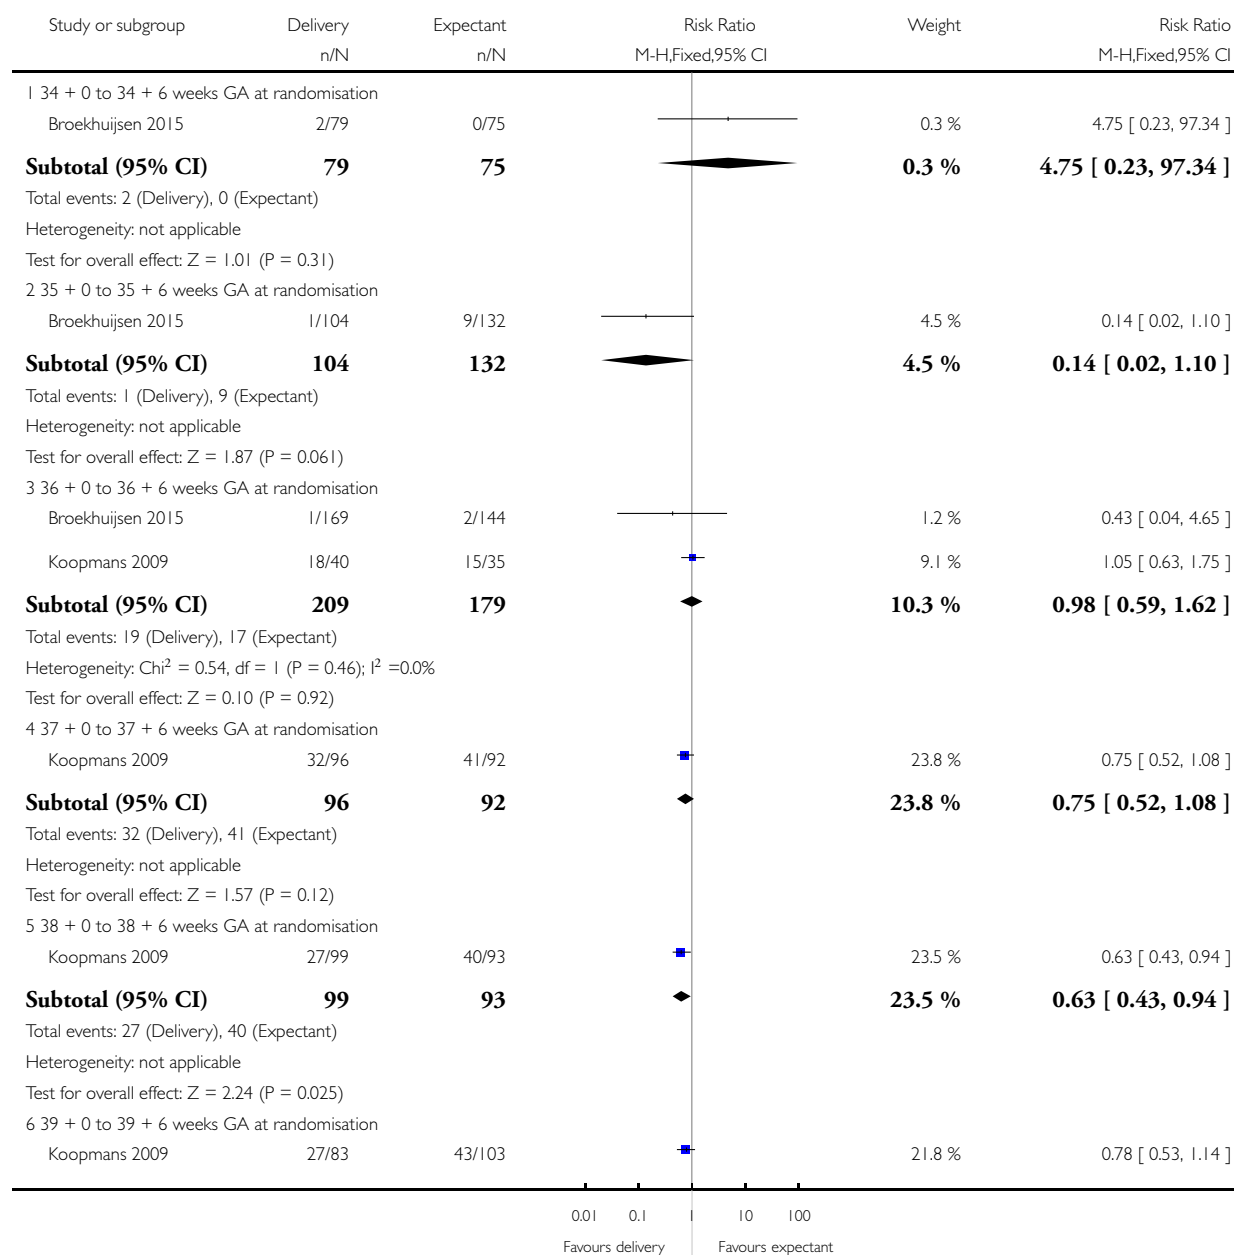 Study or subgroup Delivery Expectant Risk Ratio Weight Risk Ratio
n/N n/N M-H,Fixed,95% CI M-H,Fixed,95% CI
1 34 + 0 to 34 + 6 weeks GA at randomisation
Broekhuijsen 2015 2/79 0/75 0.3 % 4.75 [ 0.23, 97.34 ]
Subtotal (95% CI) 79 75 0.3 % 4.75 [ 0.23, 97.34 ]
Total events: 2 (Delivery), 0 (Expectant)
Heterogeneity: not applicable
Test for overall effect: Z = 1.01 (P = 0.31)
2 35 + 0 to 35 + 6 weeks GA at randomisation
Broekhuijsen 2015 1/104 9/132 4.5 % 0.14 [ 0.02, 1.10 ]
Subtotal (95% CI) 104 132 4.5 % 0.14 [ 0.02, 1.10 ]
Total events: 1 (Delivery), 9 (Expectant)
Heterogeneity: not applicable
Test for overall effect: Z = 1.87 (P = 0.061)
3 36 + 0 to 36 + 6 weeks GA at randomisation
Broekhuijsen 2015 1/169 2/144 1.2 % 0.43 [ 0.04, 4.65 ]
Koopmans 2009 18/40 15/35 9.1 % 1.05 [ 0.63, 1.75 ]
Subtotal (95% CI) 209 179 10.3 % 0.98 [ 0.59, 1.62 ]
Total events: 19 (Delivery), 17 (Expectant)
Heterogeneity: Chi² = 0.54, df = 1 (P = 0.46); I² =0.0%
Test for overall effect: Z = 0.10 (P = 0.92)
4 37 + 0 to 37 + 6 weeks GA at randomisation
Koopmans 2009 32/96 41/92 23.8 % 0.75 [ 0.52, 1.08 ]
Subtotal (95% CI) 96 92 23.8 % 0.75 [ 0.52, 1.08 ]
Total events: 32 (Delivery), 41 (Expectant)
Heterogeneity: not applicable
Test for overall effect: Z = 1.57 (P = 0.12)
5 38 + 0 to 38 + 6 weeks GA at randomisation
Koopmans 2009 27/99 40/93 23.5 % 0.63 [ 0.43, 0.94 ]
Subtotal (95% CI) 99 93 23.5 % 0.63 [ 0.43, 0.94 ]
Total events: 27 (Delivery), 40 (Expectant)
Heterogeneity: not applicable
Test for overall effect: Z = 2.24 (P = 0.025)
6 39 + 0 to 39 + 6 weeks GA at randomisation
Koopmans 2009 27/83 43/103 21.8 % 0.78 [ 0.53, 1.14 ]
0.01 0.1 1 10 100
Favours delivery Favours expectant